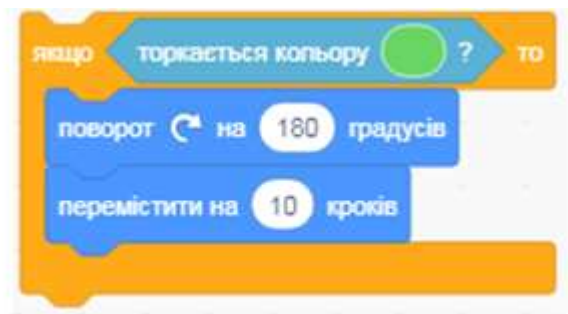 якщо торкається кольору ? то
поворот на 180 градусів
перемістити на 10 кроків